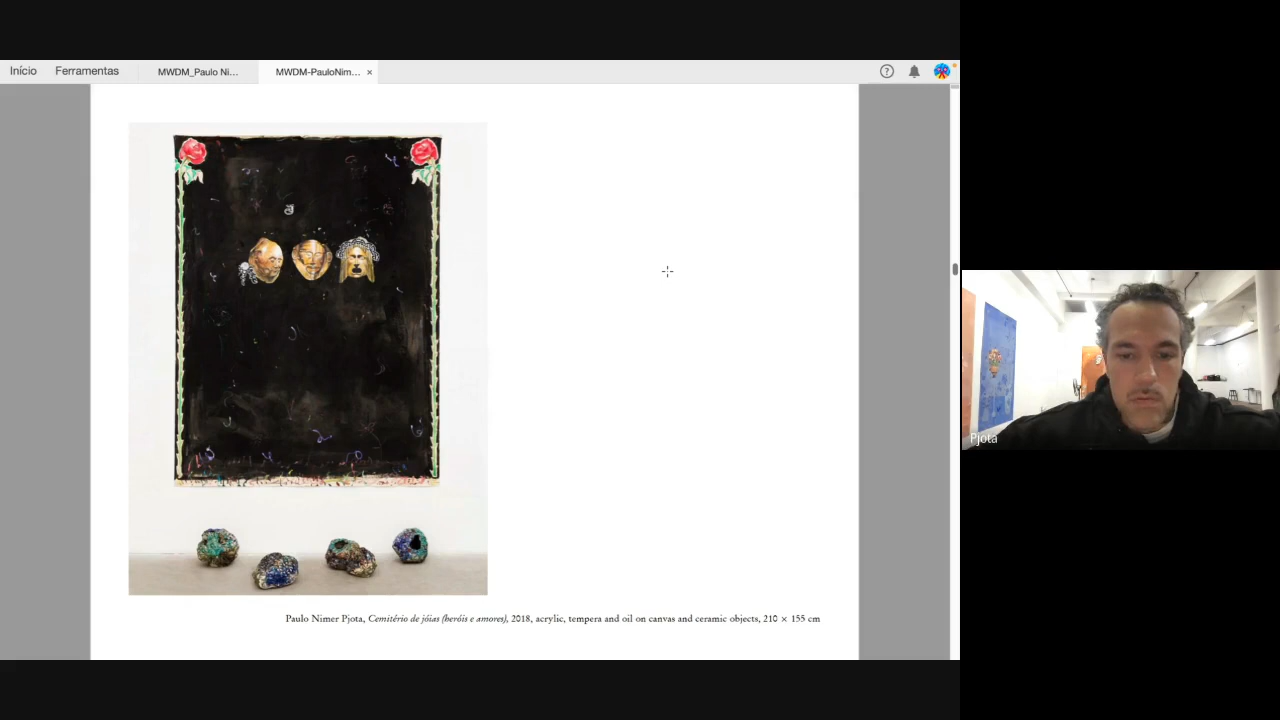 Início Ferramentas MWDM_Paulo Ni... MWDM-PauloNim... ×
Pjota
Paulo Nimer Pjota, Cemitério de jóias (heróis e amores), 2018, acrylic, tempera and oil on canvas and ceramic objects, 210 × 155 cm